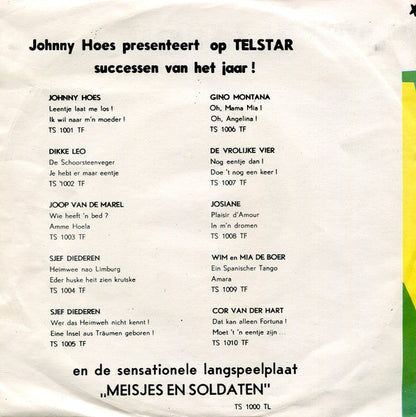 Johnny Hoes presenteert op TELSTAR
successen van het jaar !
JOHNNY HOES
Leentje laat me los !
Ik wil naar m'n moeder !
TS 1001 TF
DIKKE LEO
De Schoorsteenveger
Je hebt er maar eentje
TS 1002 TF
JOOP VAN DE MAREL
Wie heeft 'n bed ?
Amme Hoela
TS 1003 TF
SJEF DIEDEREN
Heimwee nao Limburg
Eder huske heit zien krutske
TS 1004 TF
SJEF DIEDEREN
Wer das Heimweh nicht kennt !
Eine Insel aus Träumen geboren !
TS 1005 TF
GINO MONTANA
Oh, Mama Mia !
Oh, Angelina !
TS 1006 TF
DE VROLIJKE VIER
Nog eentje dan !
Doe 't nog een keer !
TS 1007 TF
JOSIANE
Plaisir d'Amour
In m'n dromen
TS 1008 TF
WIM en MIA DE BOER
Ein Spanischer Tango
Amara
TS 1009 TF
COR VAN DER HART
Dat kan alleen Fortuna !
Moet 't n'eentje zijn ...
TS 1010 TF
en de sensationele langspeelplaat
„MEISJES EN SOLDATEN"
TS 1000 TL